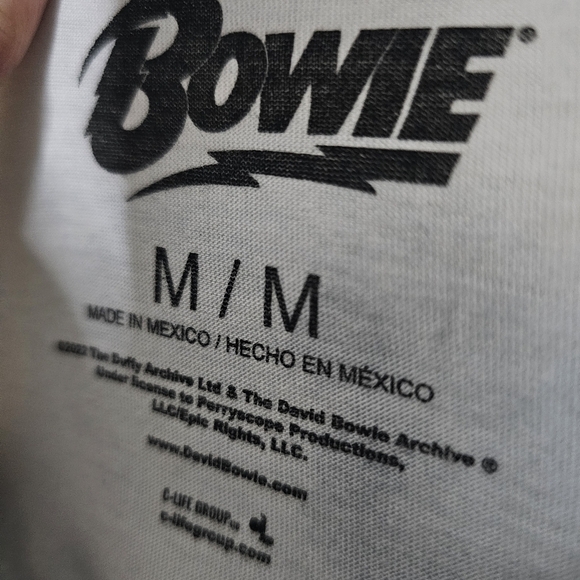 BOWIE®
M / M
MADE IN MEXICO / HECHO EN MÉXICO
©2022 The Duffy Archive Ltd & The David Bowie Archive ®
Under license to Perryscope Productions,
LLC/Epic Rights, LLC.
www.DavidBowie.com
C-LIFE GROUP
c-lifegroup.com